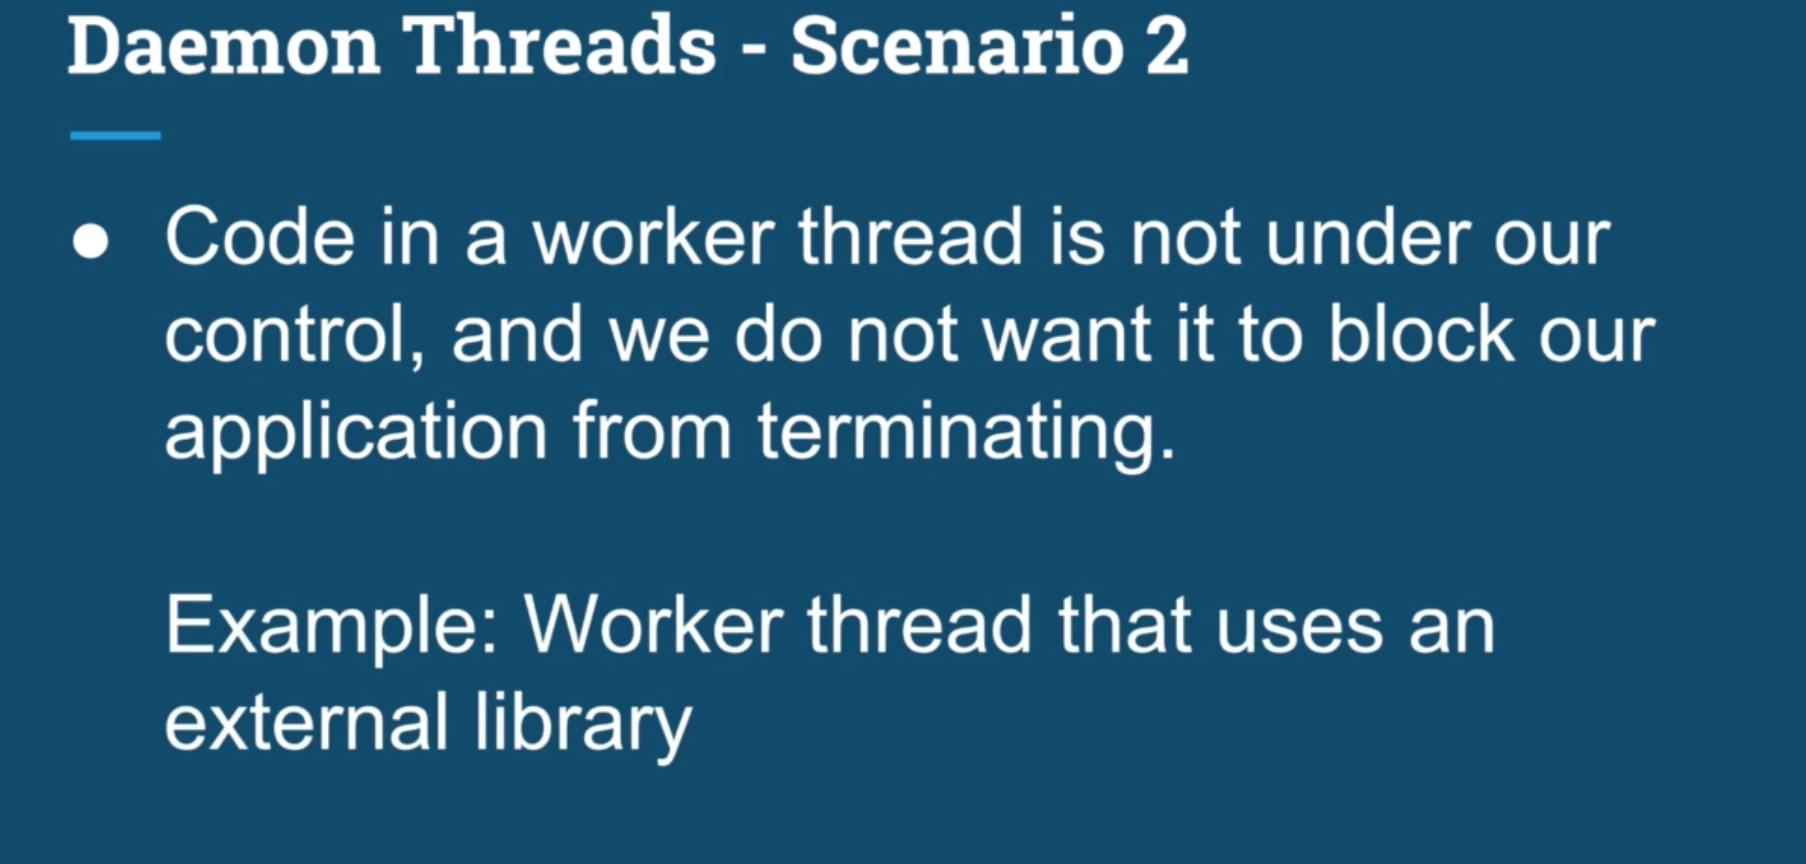 Daemon Threads - Scenario 2
● Code in a worker thread is not under our
control, and we do not want it to block our
application from terminating.
Example: Worker thread that uses an
external library